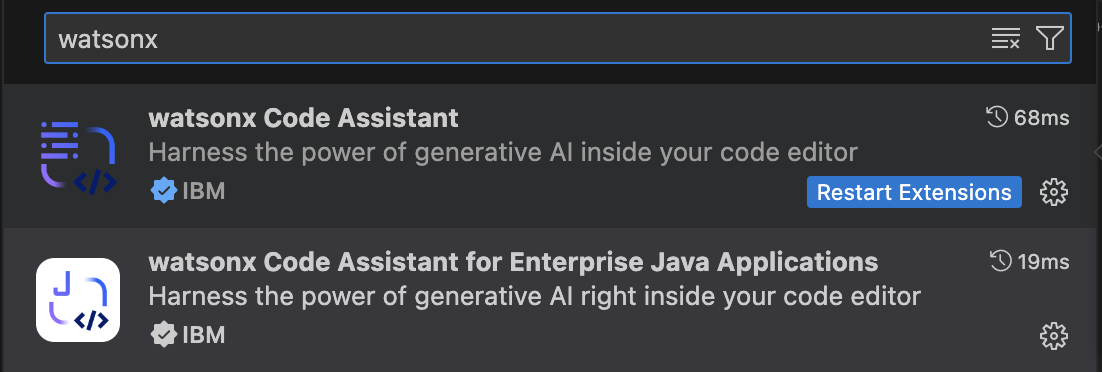 watsonx
watsonx Code Assistant
68ms
Harness the power of generative AI inside your code editor
IBM
Restart Extensions
watsonx Code Assistant for Enterprise Java Applications
19ms
Harness the power of generative AI right inside your code editor
IBM